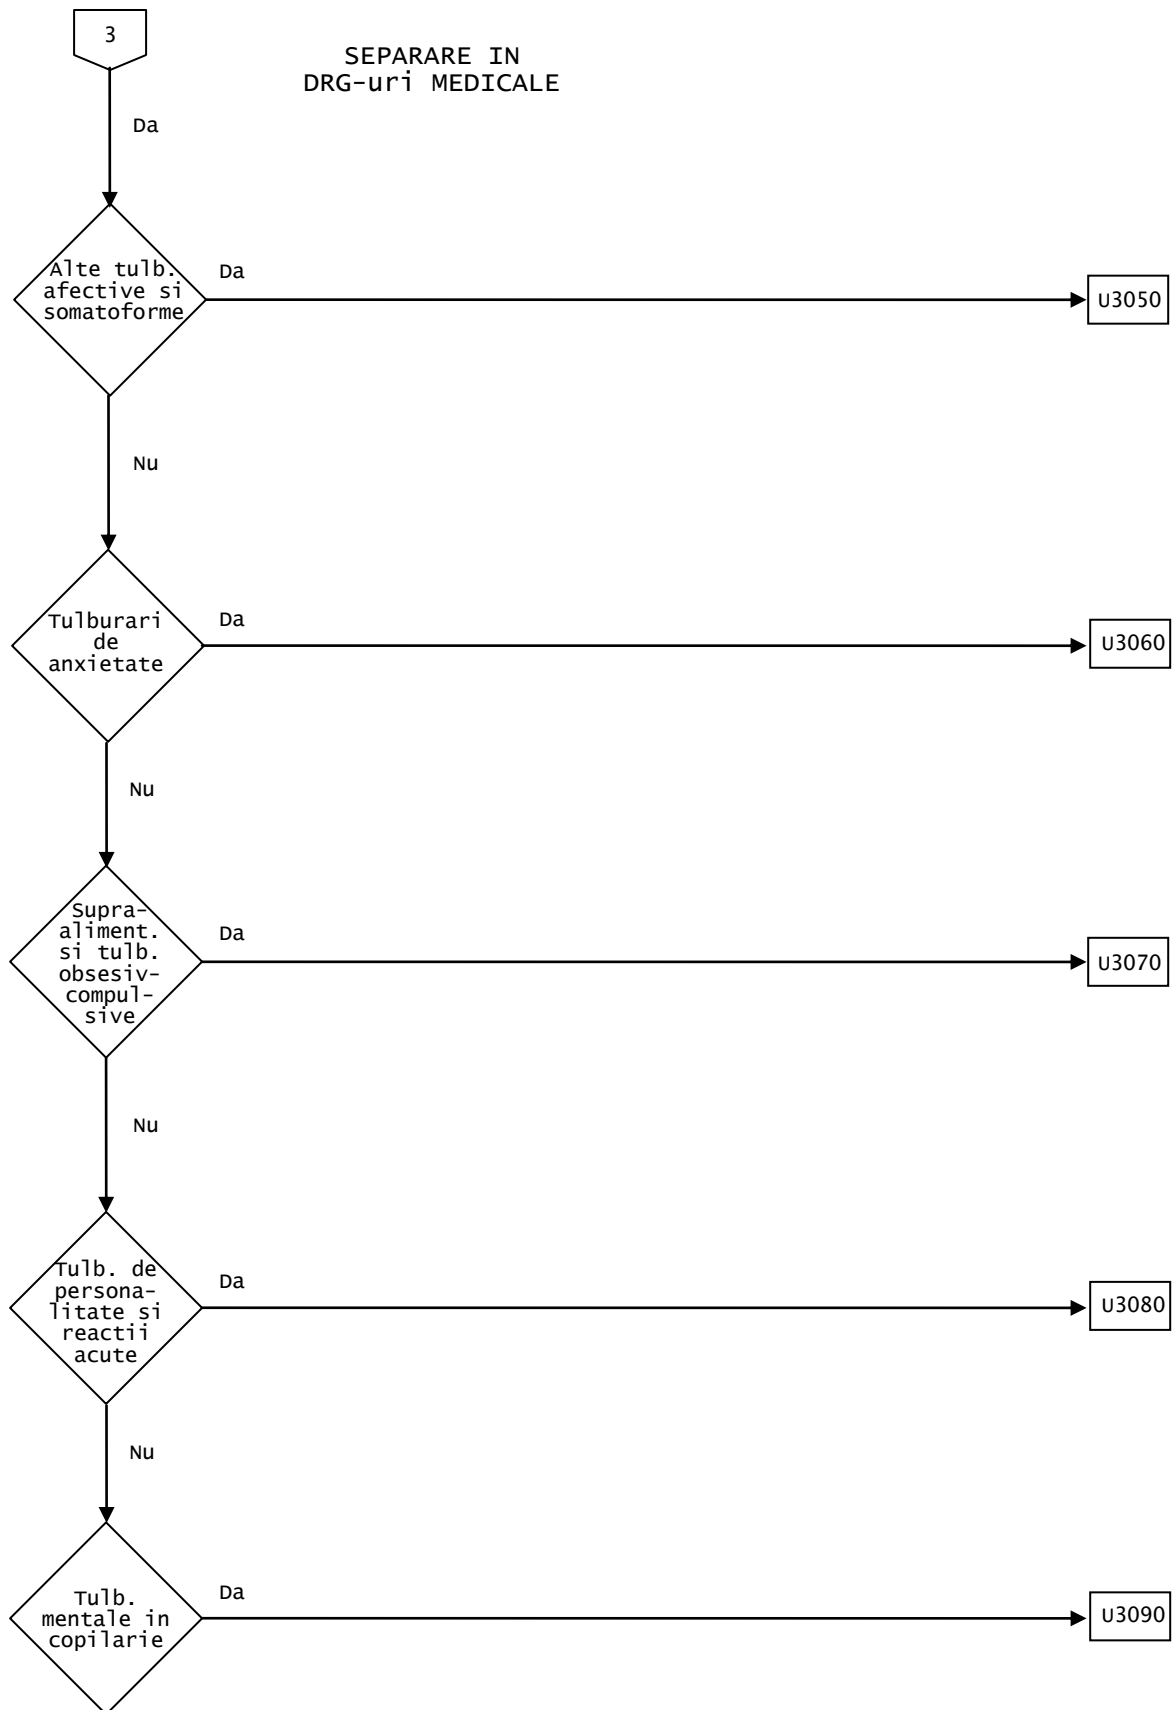 3
SEPARARE IN
DRG-uri MEDICALE
Da
Alte tulb.
afective si
somatoforme
Da
U3050
Nu
Tulburari
de
anxietate
Da
U3060
Nu
Supra-
aliment.
si tulb.
obsesiv-
compul-
sive
Da
U3070
Nu
Tulb. de
persona-
litate si
reactii
acute
Da
U3080
Nu
Tulb.
mentale in
copilarie
Da
U3090